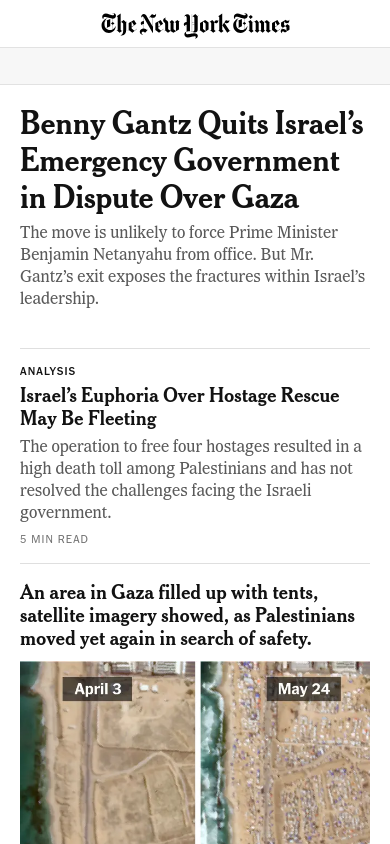 The New York Times
Benny Gantz Quits Israel’s
Emergency Government
in Dispute Over Gaza
The move is unlikely to force Prime Minister
Benjamin Netanyahu from office. But Mr.
Gantz’s exit exposes the fractures within Israel’s
leadership.
ANALYSIS
Israel’s Euphoria Over Hostage Rescue
May Be Fleeting
The operation to free four hostages resulted in a
high death toll among Palestinians and has not
resolved the challenges facing the Israeli
government.
5 MIN READ
An area in Gaza filled up with tents,
satellite imagery showed, as Palestinians
moved yet again in search of safety.
April 3
May 24